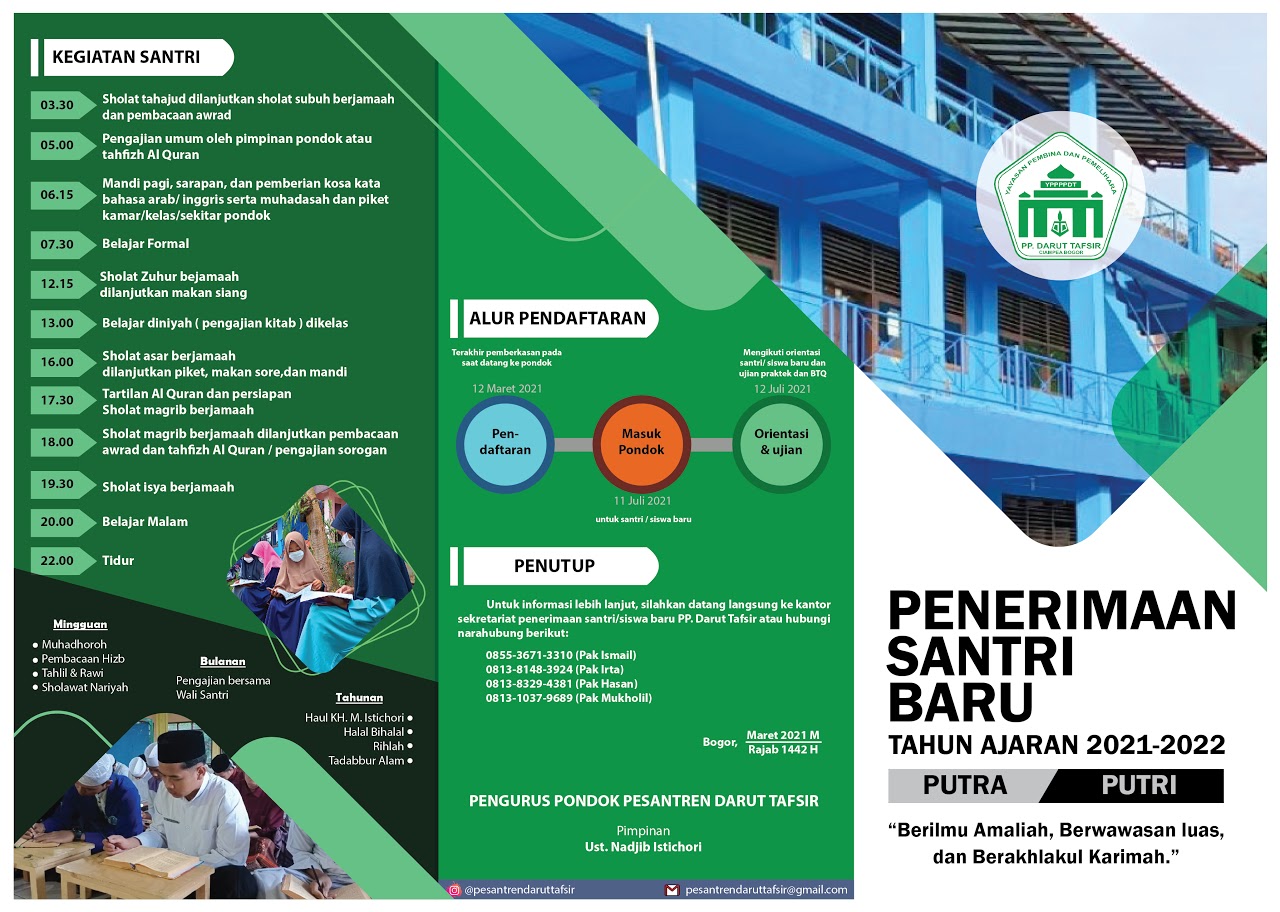 KEGIATAN SANTRI
03.30
Sholat tahajud dilanjutkan sholat subuh berjamaah
dan pembacaan awrad
05.00
Pengajian umum oleh pimpinan pondok atau
tahfizh Al Quran
06.15
Mandi pagi, sarapan, dan pemberian kosa kata
bahasa arab/ inggris serta muhadasah dan piket
kamar/kelas/sekitar pondok
07.30
Belajar Formal
12.15
Sholat Zuhur bejamaah
dilanjutkan makan siang
13.00
Belajar diniyah ( pengajian kitab ) dikelas
16.00
Sholat asar berjamaah
dilanjutkan piket, makan sore,dan mandi
17.30
Tartilan Al Quran dan persiapan
Sholat magrib berjamaah
18.00
Sholat magrib berjamaah dilanjutkan pembacaan
awrad dan tahfizh Al Quran / pengajian sorogan
19.30
Sholat isya berjamaah
20.00
Belajar Malam
22.00
Tidur
Mingguan
● Muhadhoroh
● Pembacaan Hizb
● Tahlil & Rawi
● Sholawat Nariyah
Bulanan
Pengajian bersama
Wali Santri
Tahunan
Haul KH. M. Istichori ●
Halal Bihalal ●
Rihlah ●
Tadabbur Alam ●
ALUR PENDAFTARAN
Terakhir pemberkasan pada
saat datang ke pondok
12 Maret 2021
Pen-
daftaran
Masuk
Pondok
11 Juli 2021
untuk santri / siswa baru
Mengikuti orientasi
santri/ siswa baru dan
ujian praktek dan BTQ
12 Juli 2021
Orientasi
& ujian
PENUTUP
Untuk informasi lebih lanjut, silahkan datang langsung ke kantor
sekretariat penerimaan santri/siswa baru PP. Darut Tafsir atau hubungi
narahubung berikut:
0855-3671-3310 (Pak Ismail)
0813-8148-3924 (Pak Irta)
0813-8329-4381 (Pak Hasan)
0813-1037-9689 (Pak Mukholil)
Bogor, Maret 2021 M
Rajab 1442 H
PENGURUS PONDOK PESANTREN DARUT TAFSIR
Pimpinan
Ust. Nadjib Istichori
@pesantrendaruttafsir
pesantrendaruttafsir@gmail.com
YAYASAN PEMBINA DAN PEMELIHARA
YPPPPDT
PP. DARUT TAFSIR
CIAMPEA BOGOR
PENERIMAAN
SANTRI
BARU
TAHUN AJARAN 2021-2022
PUTRA PUTRI
“Berilmu Amaliah, Berwawasan luas,
dan Berakhlakul Karimah.”